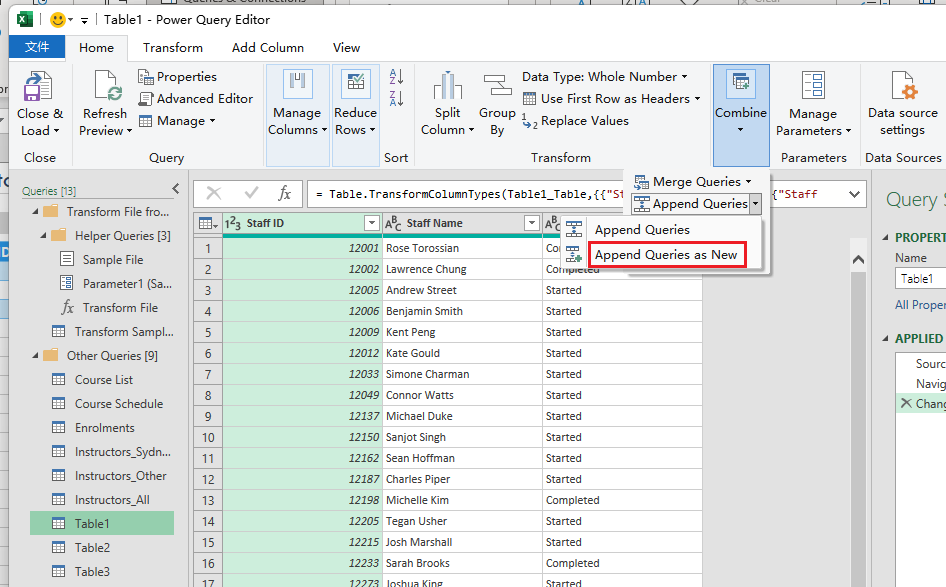 Table1 - Power Query Editor
文件 Home Transform Add Column View
Close & Load
Close
Refresh Preview
Properties
Advanced Editor
Manage
Query
Manage Columns
Reduce Rows
Sort
Split Column
Group By
Data Type: Whole Number
Use First Row as Headers
Replace Values
Transform
Combine
Manage Parameters
Parameters
Data source settings
Data Sources
Merge Queries
Append Queries
Append Queries
Append Queries as New
Queries [13]
Transform File fro...
Helper Queries [3]
Sample File
Parameter1 (Sa...
Transform File
Transform Sampl...
Other Queries [9]
Course List
Course Schedule
Enrolments
Instructors_Sydn...
Instructors_Other
Instructors_All
Table1
Table2
Table3
fx = Table.TransformColumnTypes(Table1_Table,{{"St {"Staff
123 Staff ID ABC Staff Name
1 12001 Rose Torossian
2 12002 Lawrence Chung Completed
3 12005 Andrew Street Started
4 12006 Benjamin Smith Started
5 12009 Kent Peng Started
6 12012 Kate Gould Started
7 12033 Simone Charman Started
8 12049 Connor Watts Started
9 12137 Michael Duke Started
10 12150 Sanjot Singh Started
11 12162 Sean Hoffman Started
12 12187 Charles Piper Started
13 12198 Michelle Kim Completed
14 12205 Tegan Usher Started
15 12215 Josh Marshall Started
16 12233 Sarah Brooks Completed
17 12273 Joshua King Started
Query
PROPERT
Name
Table1
All Proper
APPLIED
Sourc
Navig
Chang